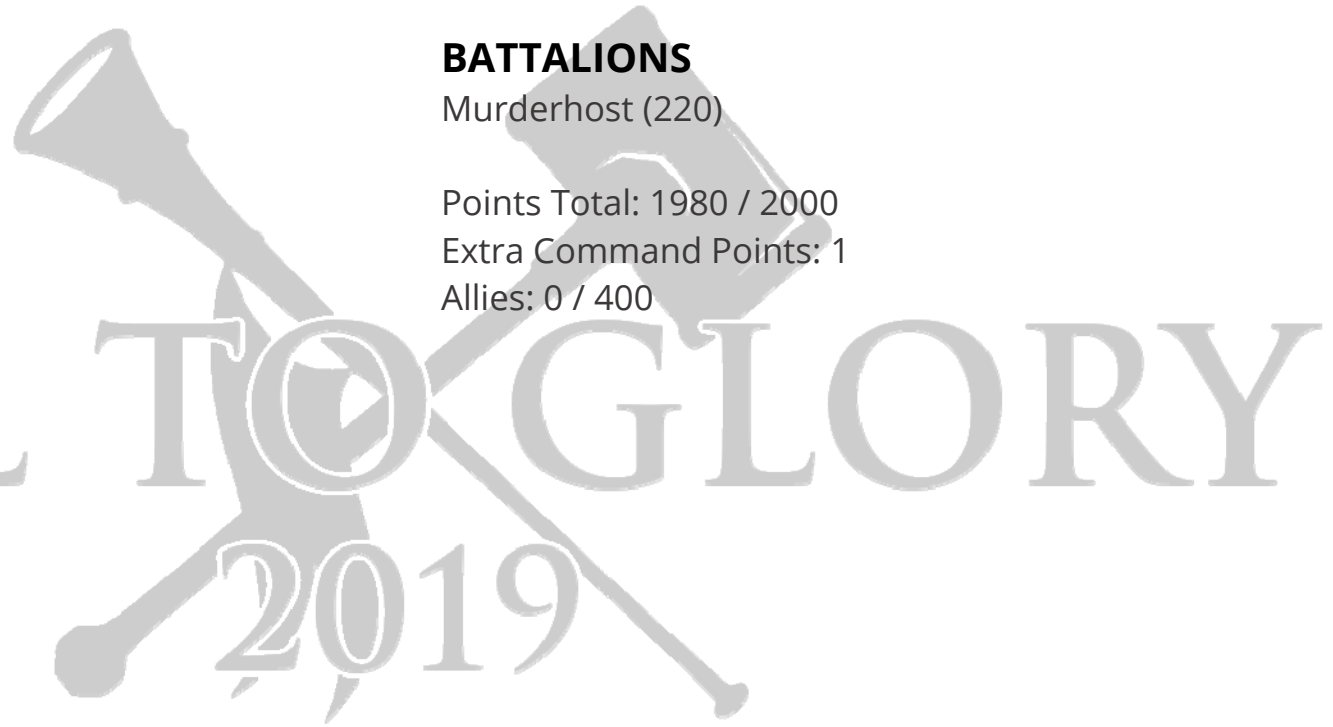 BATTALIONS
Murderhost (220)
Points Total: 1980 / 2000
Extra Command Points: 1
Allies: 0 / 400
L TO GLORY
2019